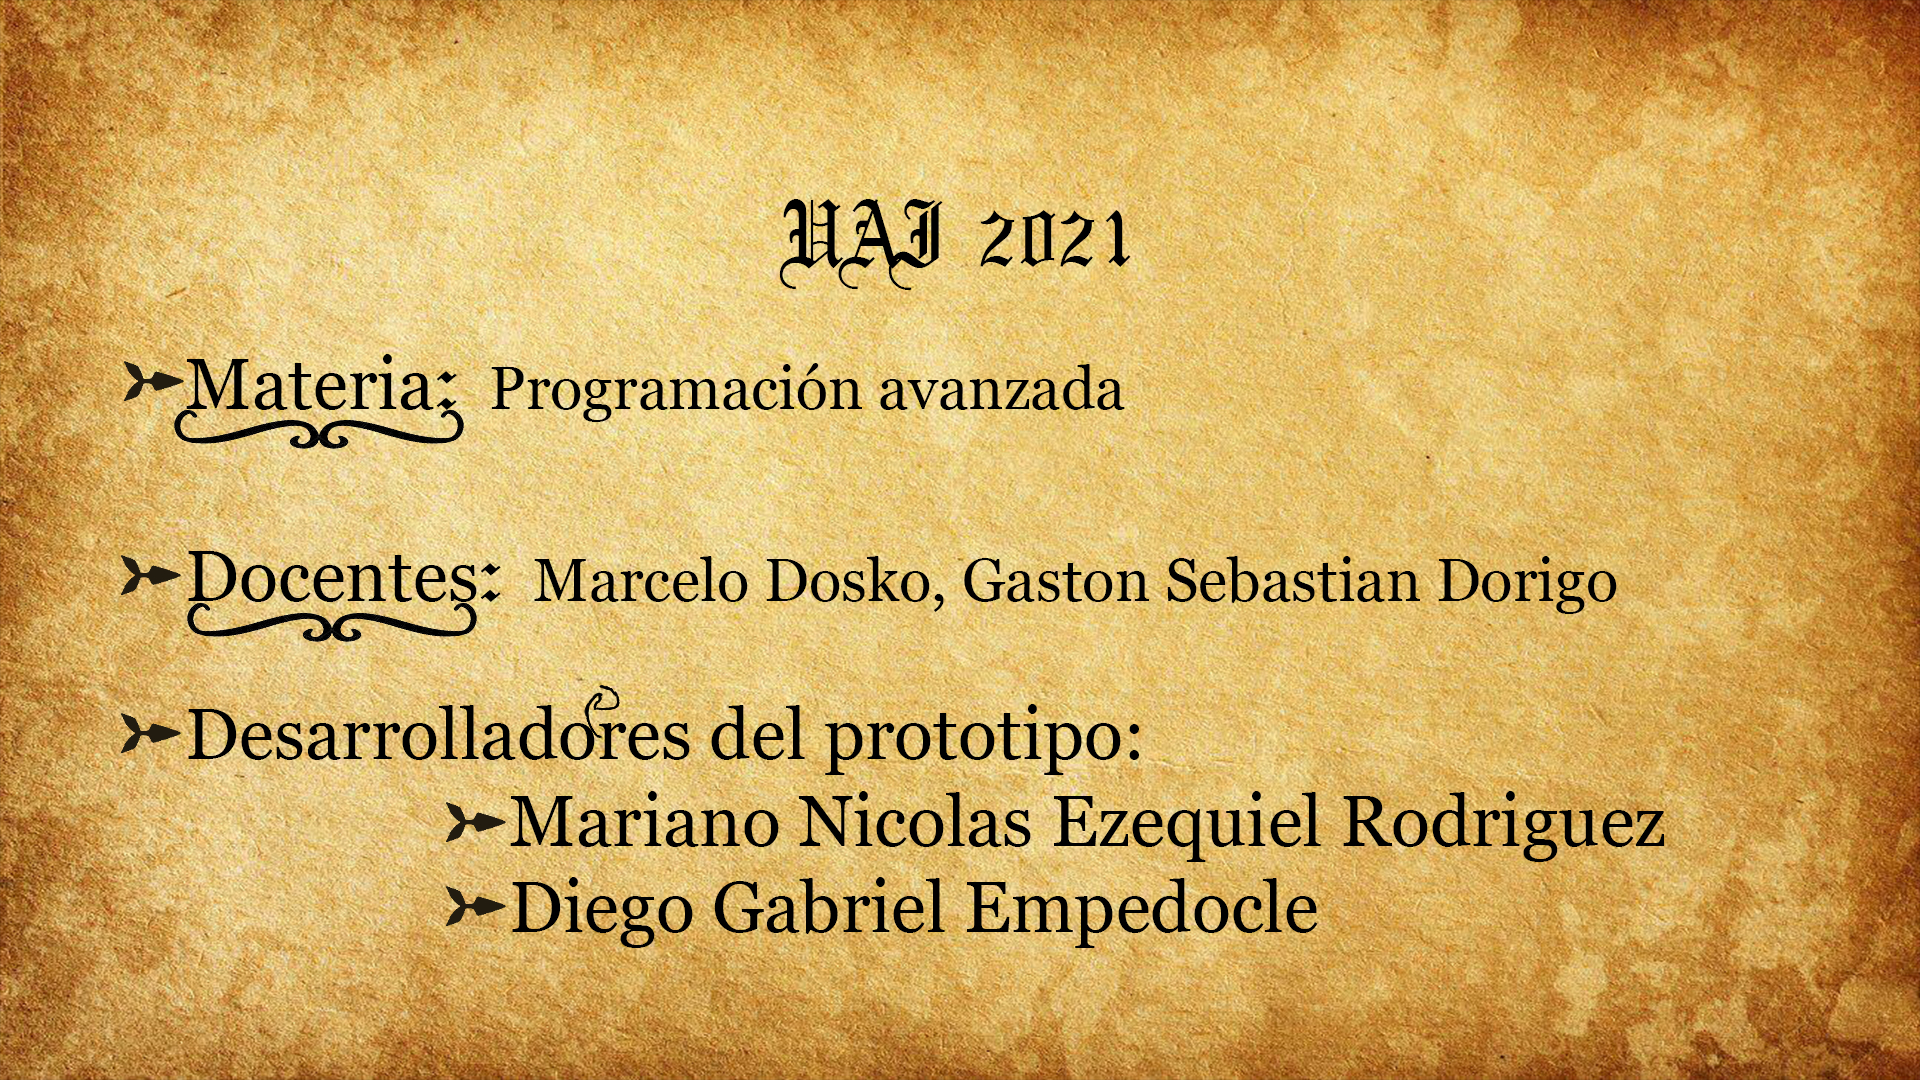 UAI 2021
Materia: Programación avanzada
Docentes: Marcelo Dosko, Gaston Sebastian Dorigo
Desarrolladores del prototipo:
Mariano Nicolas Ezequiel Rodriguez
Diego Gabriel Empedocle